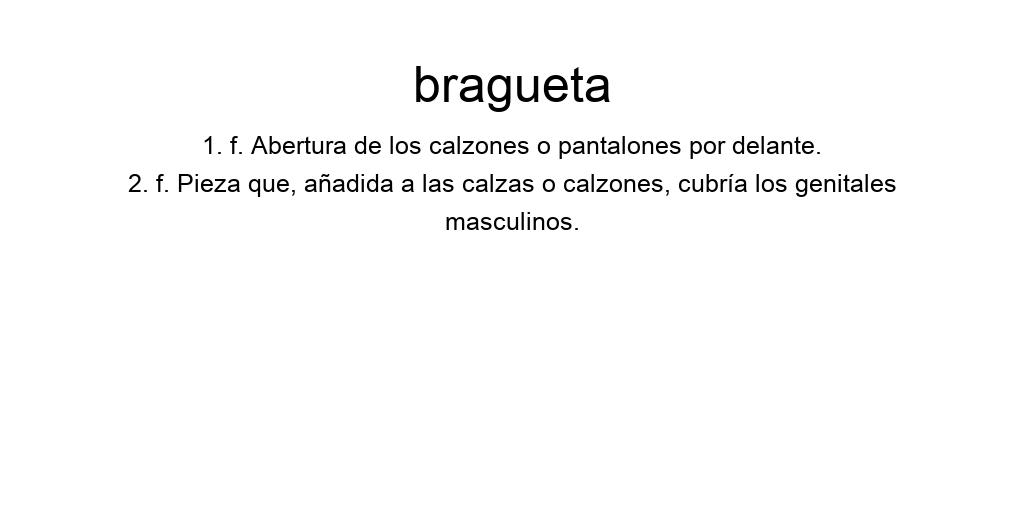 bragueta
1. f. Abertura de los calzones o pantalones por delante.
2. f. Pieza que, añadida a las calzas o calzones, cubría los genitales
masculinos.